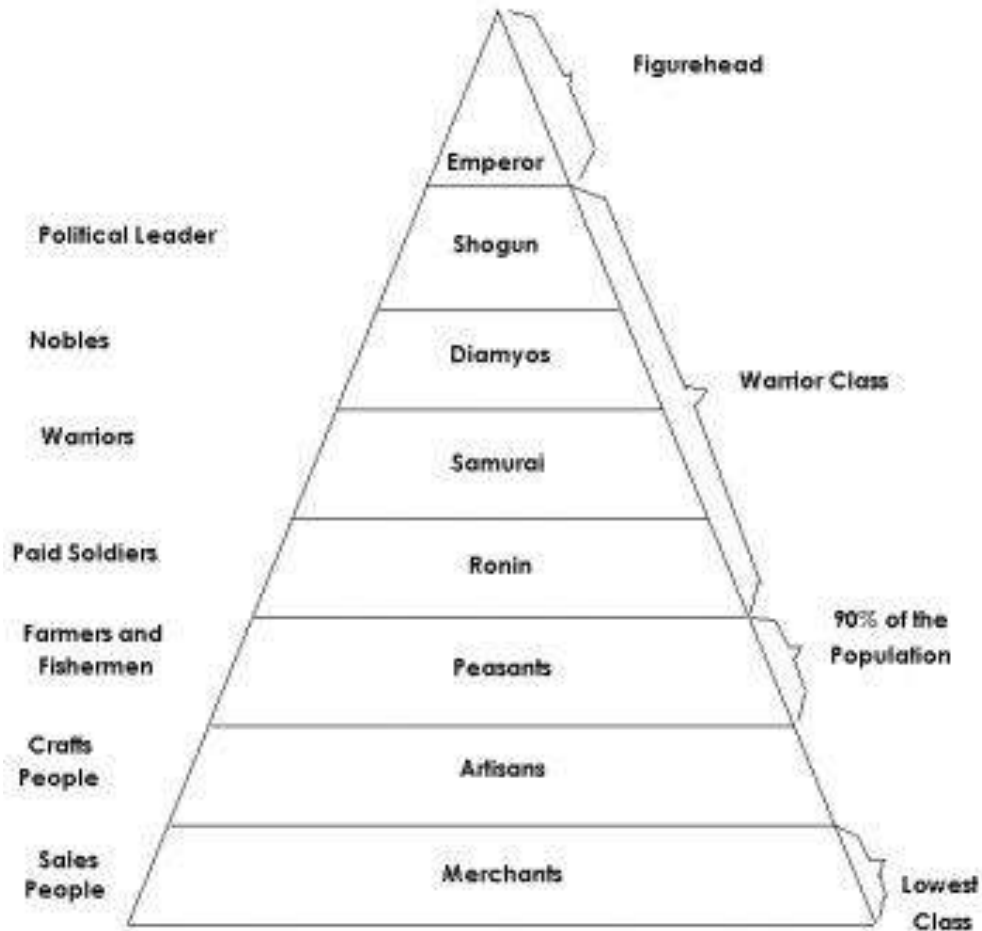 Figurehead
Emperor
Political Leader
Shogun
Nobles
Diamyos
Warrior Class
Warriors
Samurai
Paid Soldiers
Ronin
Farmers and
Fishermen
Peasants
90% of the
Population
Crafts
People
Artisans
Sales
People
Merchants
Lowest
Class